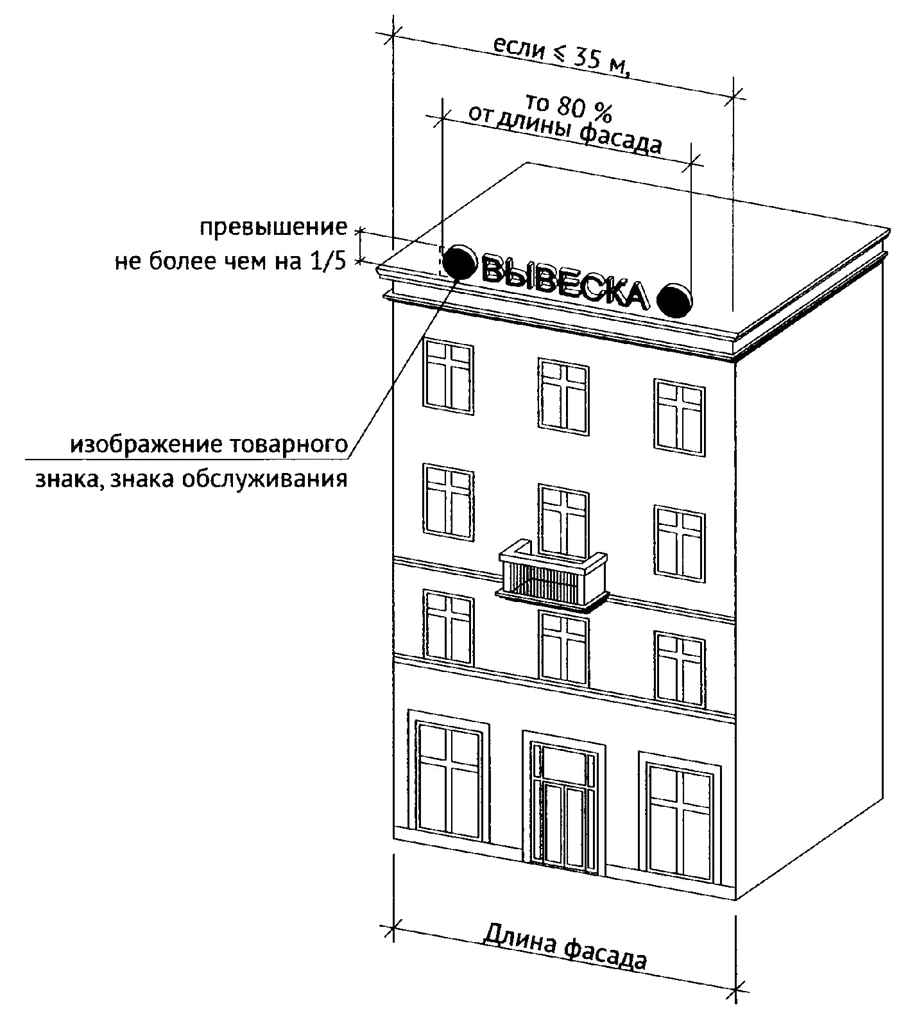 если ⩽ 35 м,
то 80 %
от длины фасада
превышение
не более чем на 1/5
ВЫВЕСКА
изображение товарного
знака, знака обслуживания
Длина фасада